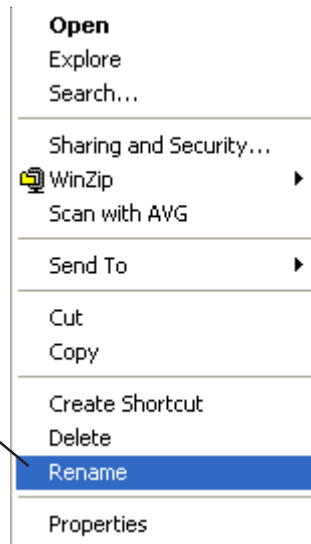 Open
Explore
Search...
Sharing and Security...
WinZip
Scan with AVG
Send To
Cut
Copy
Create Shortcut
Delete
Rename
Properties